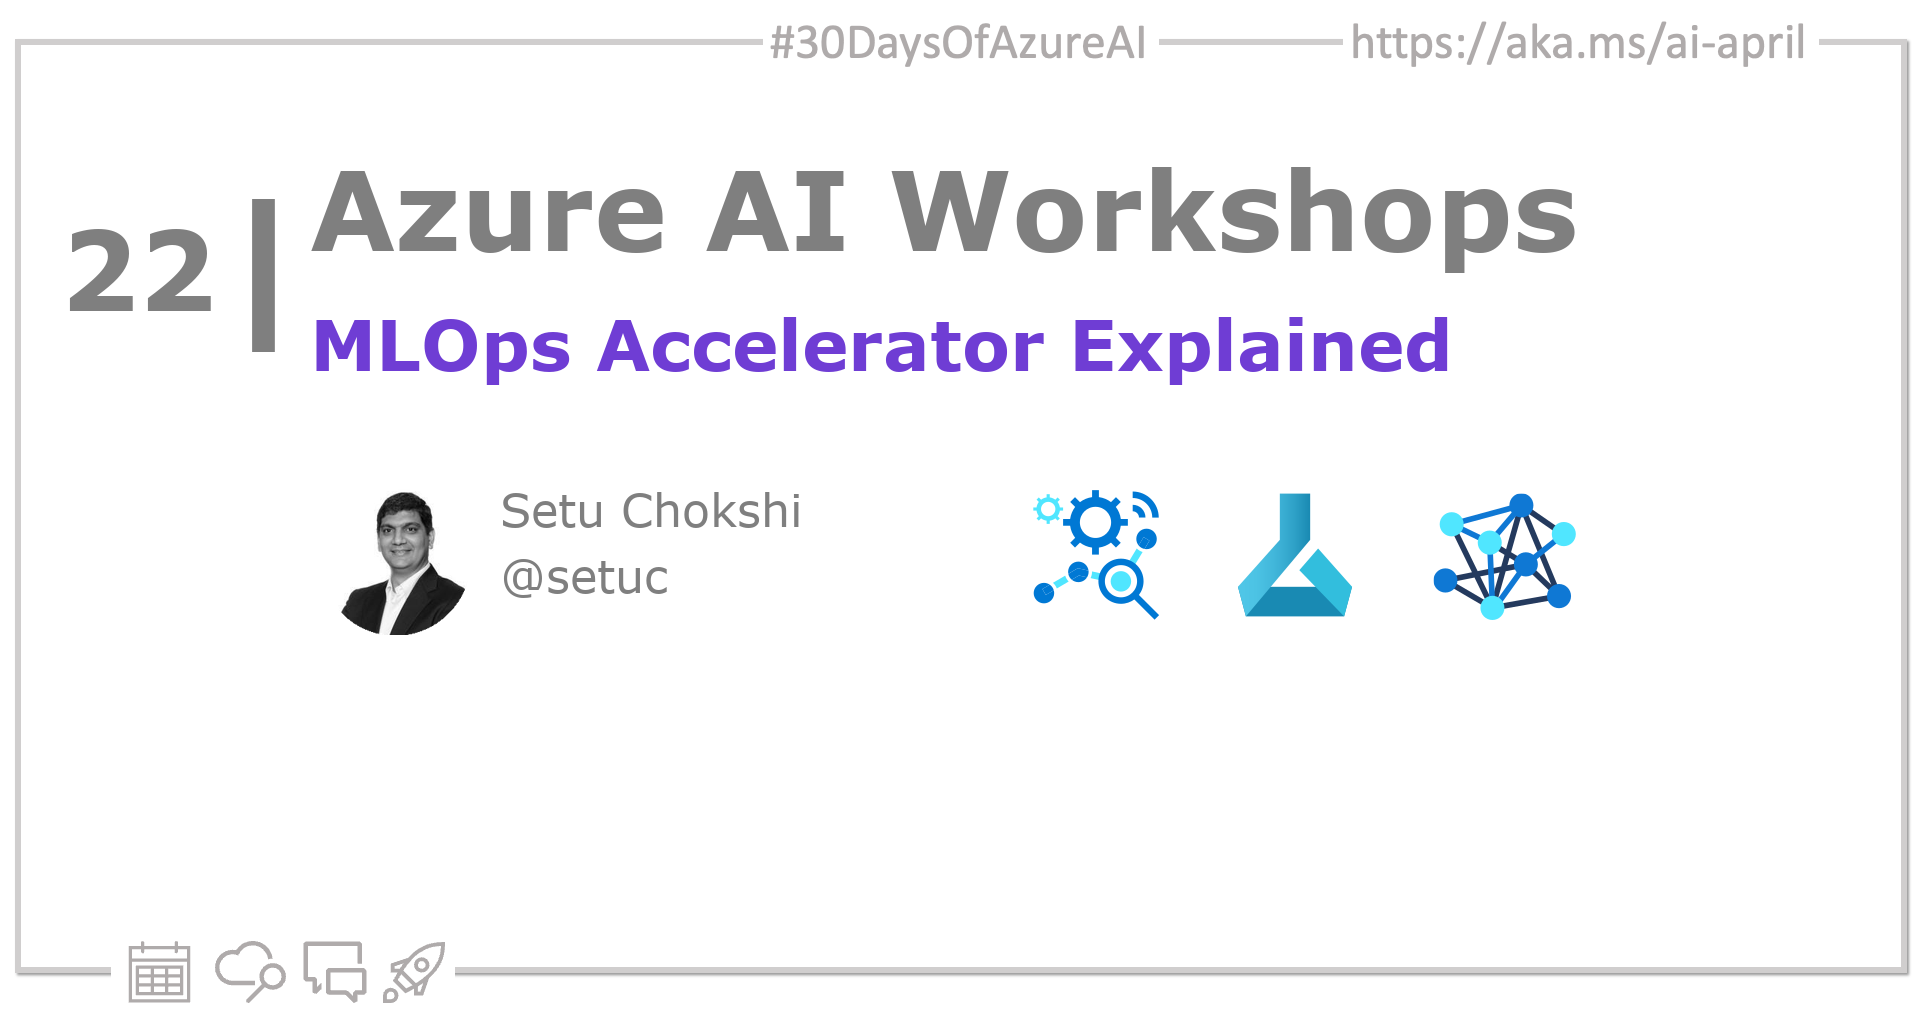 #30DaysOfAzureAI
https://aka.ms/ai-april
22
Azure AI Workshops
MLOps Accelerator Explained
Setu Chokshi
@setuc